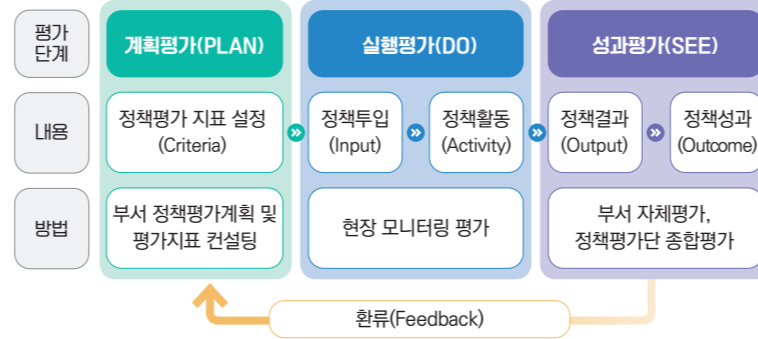 평가
단계
계획평가(PLAN)
실행평가(DO)
성과평가(SEE)
내용
정책평가 지표 설정
(Criteria)
정책투입
(Input)
정책활동
(Activity)
정책결과
(Output)
정책성과
(Outcome)
방법
부서 정책평가계획 및
평가지표 컨설팅
현장 모니터링 평가
부서 자체평가,
정책평가단 종합평가
환류(Feedback)